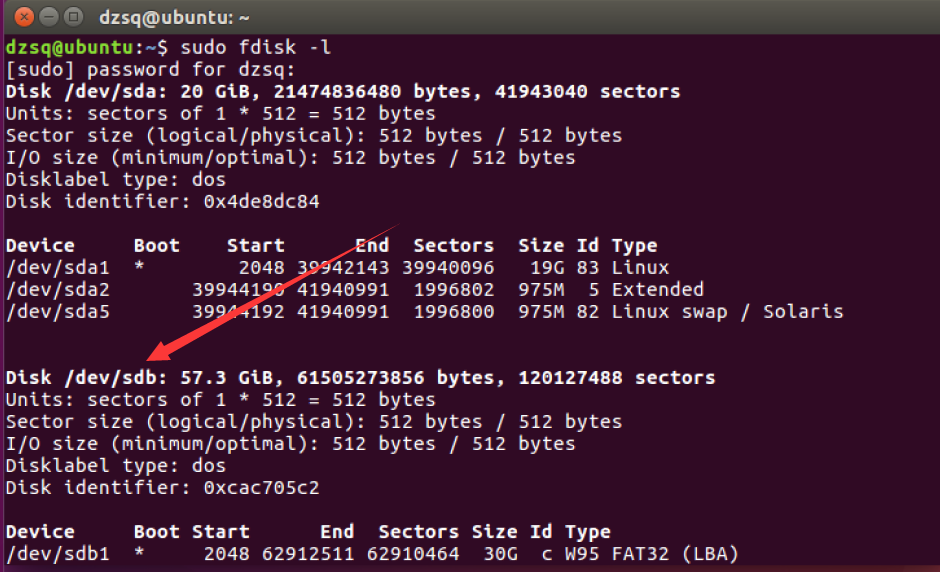 dzsq@ubuntu: ~
dzsq@ubuntu:~$ sudo fdisk -l
[sudo] password for dzsq:
Disk /dev/sda: 20 GiB, 21474836480 bytes, 41943040 sectors
Units: sectors of 1 * 512 = 512 bytes
Sector size (logical/physical): 512 bytes / 512 bytes
I/O size (minimum/optimal): 512 bytes / 512 bytes
Disklabel type: dos
Disk identifier: 0x4de8dc84
Device     Boot    Start      End  Sectors  Size Id Type
/dev/sda1  *        2048 39942143 39940096   19G 83 Linux
/dev/sda2       39944190 41940991  1996802  975M  5 Extended
/dev/sda5       39944192 41940991  1996800  975M 82 Linux swap / Solaris
Disk /dev/sdb: 57.3 GiB, 61505273856 bytes, 120127488 sectors
Units: sectors of 1 * 512 = 512 bytes
Sector size (logical/physical): 512 bytes / 512 bytes
I/O size (minimum/optimal): 512 bytes / 512 bytes
Disklabel type: dos
Disk identifier: 0xcac705c2
Device     Boot Start      End  Sectors Size Id Type
/dev/sdb1  *     2048 62912511 62910464  30G  c W95 FAT32 (LBA)